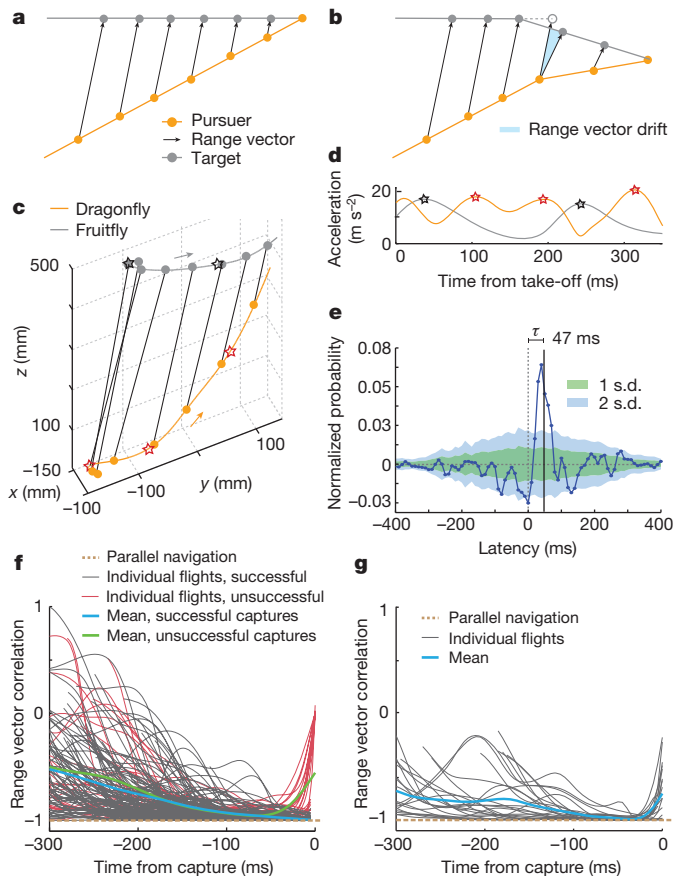 a
Pursuer
Range vector
Target
b
Range vector drift
c
Dragonfly
Fruitfly
500
100
−150
z (mm)
x (mm)
−100
−100
100
y (mm)
d
20
0
Acceleration
(m s−2)
0
100
200
300
Time from take-off (ms)
e
τ
47 ms
1 s.d.
2 s.d.
0.08
0.05
0.03
0
−0.03
Normalized probability
−400
−200
0
200
400
Latency (ms)
f
Parallel navigation
Individual flights, successful
Individual flights, unsuccessful
Mean, successful captures
Mean, unsuccessful captures
1
0
−1
Range vector correlation
−300
−200
−100
0
Time from capture (ms)
g
Parallel navigation
Individual flights
Mean
1
0
−1
Range vector correlation
−300
−200
−100
0
Time from capture (ms)